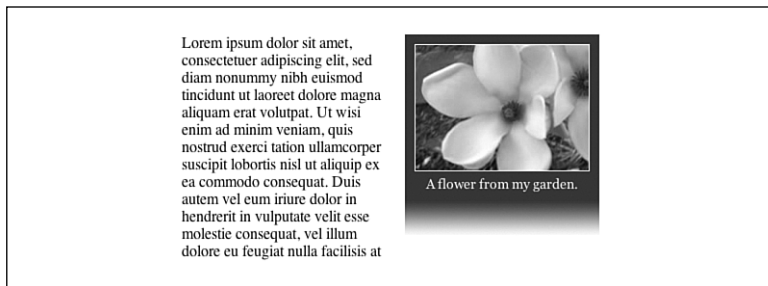 Lorem ipsum dolor sit amet,
consectetuer adipiscing elit, sed
diam nonummy nibh euismod
tincidunt ut laoreet dolore magna
aliquam erat volutpat. Ut wisi
enim ad minim veniam, quis
nostrud exerci tation ullamcorper
suscipit lobortis nisl ut aliquip ex
ea commodo consequat. Duis
autem vel eum iriure dolor in
hendrerit in vulputate velit esse
molestie consequat, vel illum
dolore eu feugiat nulla facilisis at
A flower from my garden.